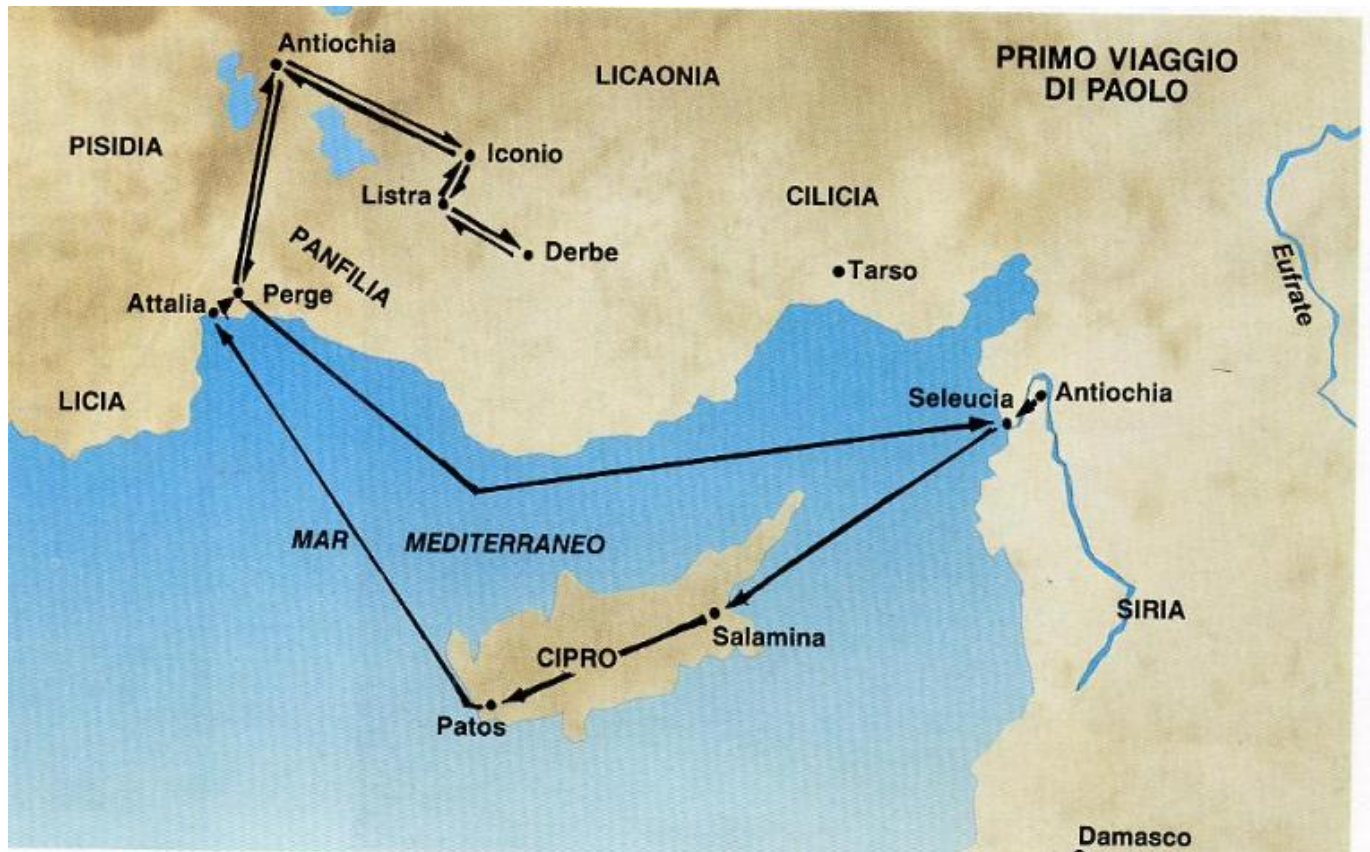 Antiochia
LICAONIA
PRIMO VIAGGIO
DI PAOLO
PISIDIA
Iconio
Listra
CILICIA
PANFILIA
Derbe
Eufrate
Tarso
Attalia
Perge
LICIA
Seleucia
Antiochia
MAR MEDITERRANEO
SIRIA
Salamina
CIPRO
Patos
Damasco